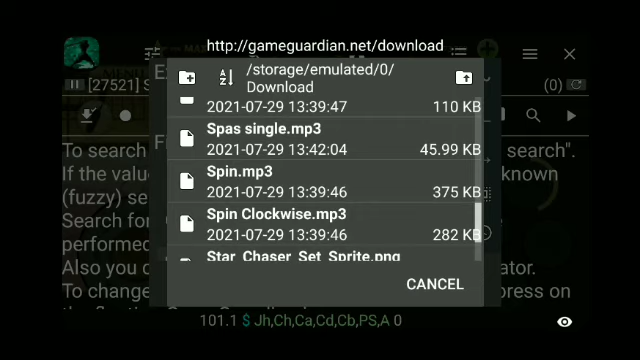 http://gameguardian.net/download
/storage/emulated/0/
Download
[27521] S
(0)
2021-07-29 13:39:47 110 KB
Spas single.mp3
2021-07-29 13:42:04 45.99 KB
Spin.mp3
2021-07-29 13:39:46 375 KB
Spin Clockwise.mp3
2021-07-29 13:39:46 282 KB
Star_Chaser_Set_Sprite.png
CANCEL
To search
search".
If the valu
known
(fuzzy) se
Search for
performed
Also you c
ator.
To change
press on
101.1 $ Jh,Ch,Ca,Cd,Cb,PS,A 0